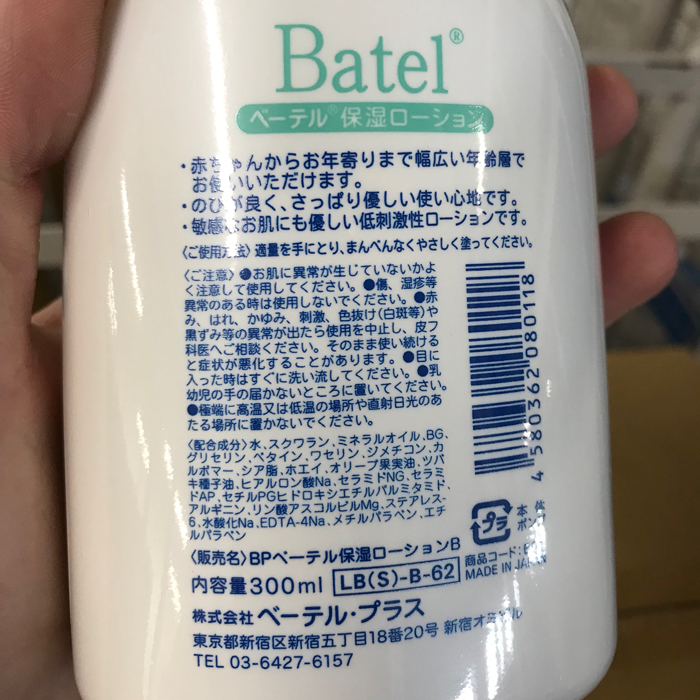 Batel®
ベーテル®保湿ローション
・赤ちゃんからお年寄りまで幅広い年齢層で
お使いいただけます。
・のびが良く、さっぱり優しい使い心地です。
・敏感なお肌にも優しい低刺激性ローションです。
〈ご使用方法〉適量を手にとり、まんべんなくやさしく塗ってください。
〈ご注意〉●お肌に異常が生じていないかよ
く注意して使用してください。●傷、湿疹等
異常のある時は使用しないでください。●赤
み、はれ、かゆみ、刺激、色抜け(白斑等)や
黒ずみ等の異常が出たら使用を中止し、皮フ
科医へご相談ください。そのまま使い続ける
と症状が悪化することがあります。●目に
入った時はすぐに洗い流してください。●乳
幼児の手の届かないところに置いてください。
●極端に高温又は低温の場所や直射日光のあ
たる場所に置かないでください。
〈配合成分〉水、スクワラン、ミネラルオイル、BG、
グリセリン、ベタイン、ワセリン、ジメチコン、カ
ルボマー、シア脂、ホエイ、オリーブ果実油、ツバ
キ種子油、ヒアルロン酸Na、セラミドNG、セラミ
ドAP、セチルPGヒドロキシエチルパルミタミド、
アルギニン、リン酸アスコルビルMg、ステアレス-
6、水酸化Na、EDTA-4Na、メチルパラベン、エチ
ルパラベン
4 580362 080118
プラ
本体
ポン
〈販売名〉BPベーテル保湿ローションB
商品コード:
MADE IN JAPAN
内容量300ml LB(S)-B-62
株式会社ベーテル・プラス
東京都新宿区新宿五丁目18番20号 新宿オ
TEL 03-6427-6157